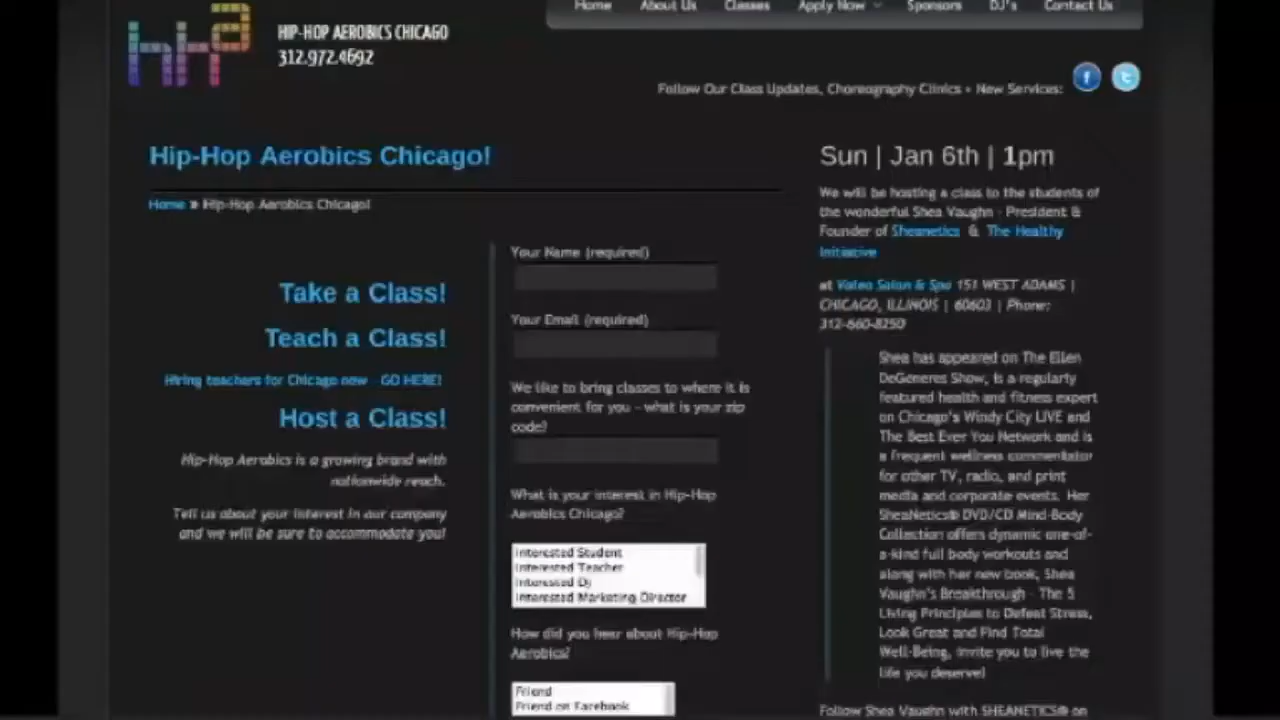 Home About Us Classes Apply Now Sponsors DJ's Contact Us
hha
HIP-HOP AEROBICS CHICAGO
312.972.4692
Follow Our Class Updates, Choreography Clinics + New Services:
Hip-Hop Aerobics Chicago!
Home » Hip-Hop Aerobics Chicago!
Take a Class!
Teach a Class!
Hiring teachers for Chicago now - GO HERE!
Host a Class!
Hip-Hop Aerobics is a growing brand with
nationwide reach.
Tell us about your interest in our company
and we will be sure to accommodate you!
Your Name (required)
Your Email (required)
We like to bring classes to where it is
convenient for you - what is your zip
code?
What is your interest in Hip-Hop
Aerobics Chicago?
Interested Student
Interested Teacher
Interested Dj
Interested Marketing Director
How did you hear about Hip-Hop
Aerobics?
Friend
Friend on Facebook
Sun | Jan 6th | 1pm
We will be hosting a class to the students of
the wonderful Shea Vaughn - President &
Founder of Sheanetics & The Healthy
Initiative
at Valeo Salon & Spa 151 WEST ADAMS |
CHICAGO, ILLINOIS | 60603 | Phone:
312-660-8250
Shea has appeared on The Ellen
DeGeneres Show, is a regularly
featured health and fitness expert
on Chicago's Windy City LIVE and
The Best Ever You Network and is
a frequent wellness commentator
for other TV, radio, and print
media and corporate events. Her
SheaNetics® DVD/CD Mind-Body
Collection offers dynamic one-of-
a-kind full body workouts and
along with her new book, Shea
Vaughn's Breakthrough - The 5
Living Principles to Defeat Stress,
Look Great and Find Total
Well-Being, invite you to live the
life you deserve!
Follow Shea Vaughn with SHEANETICS® on